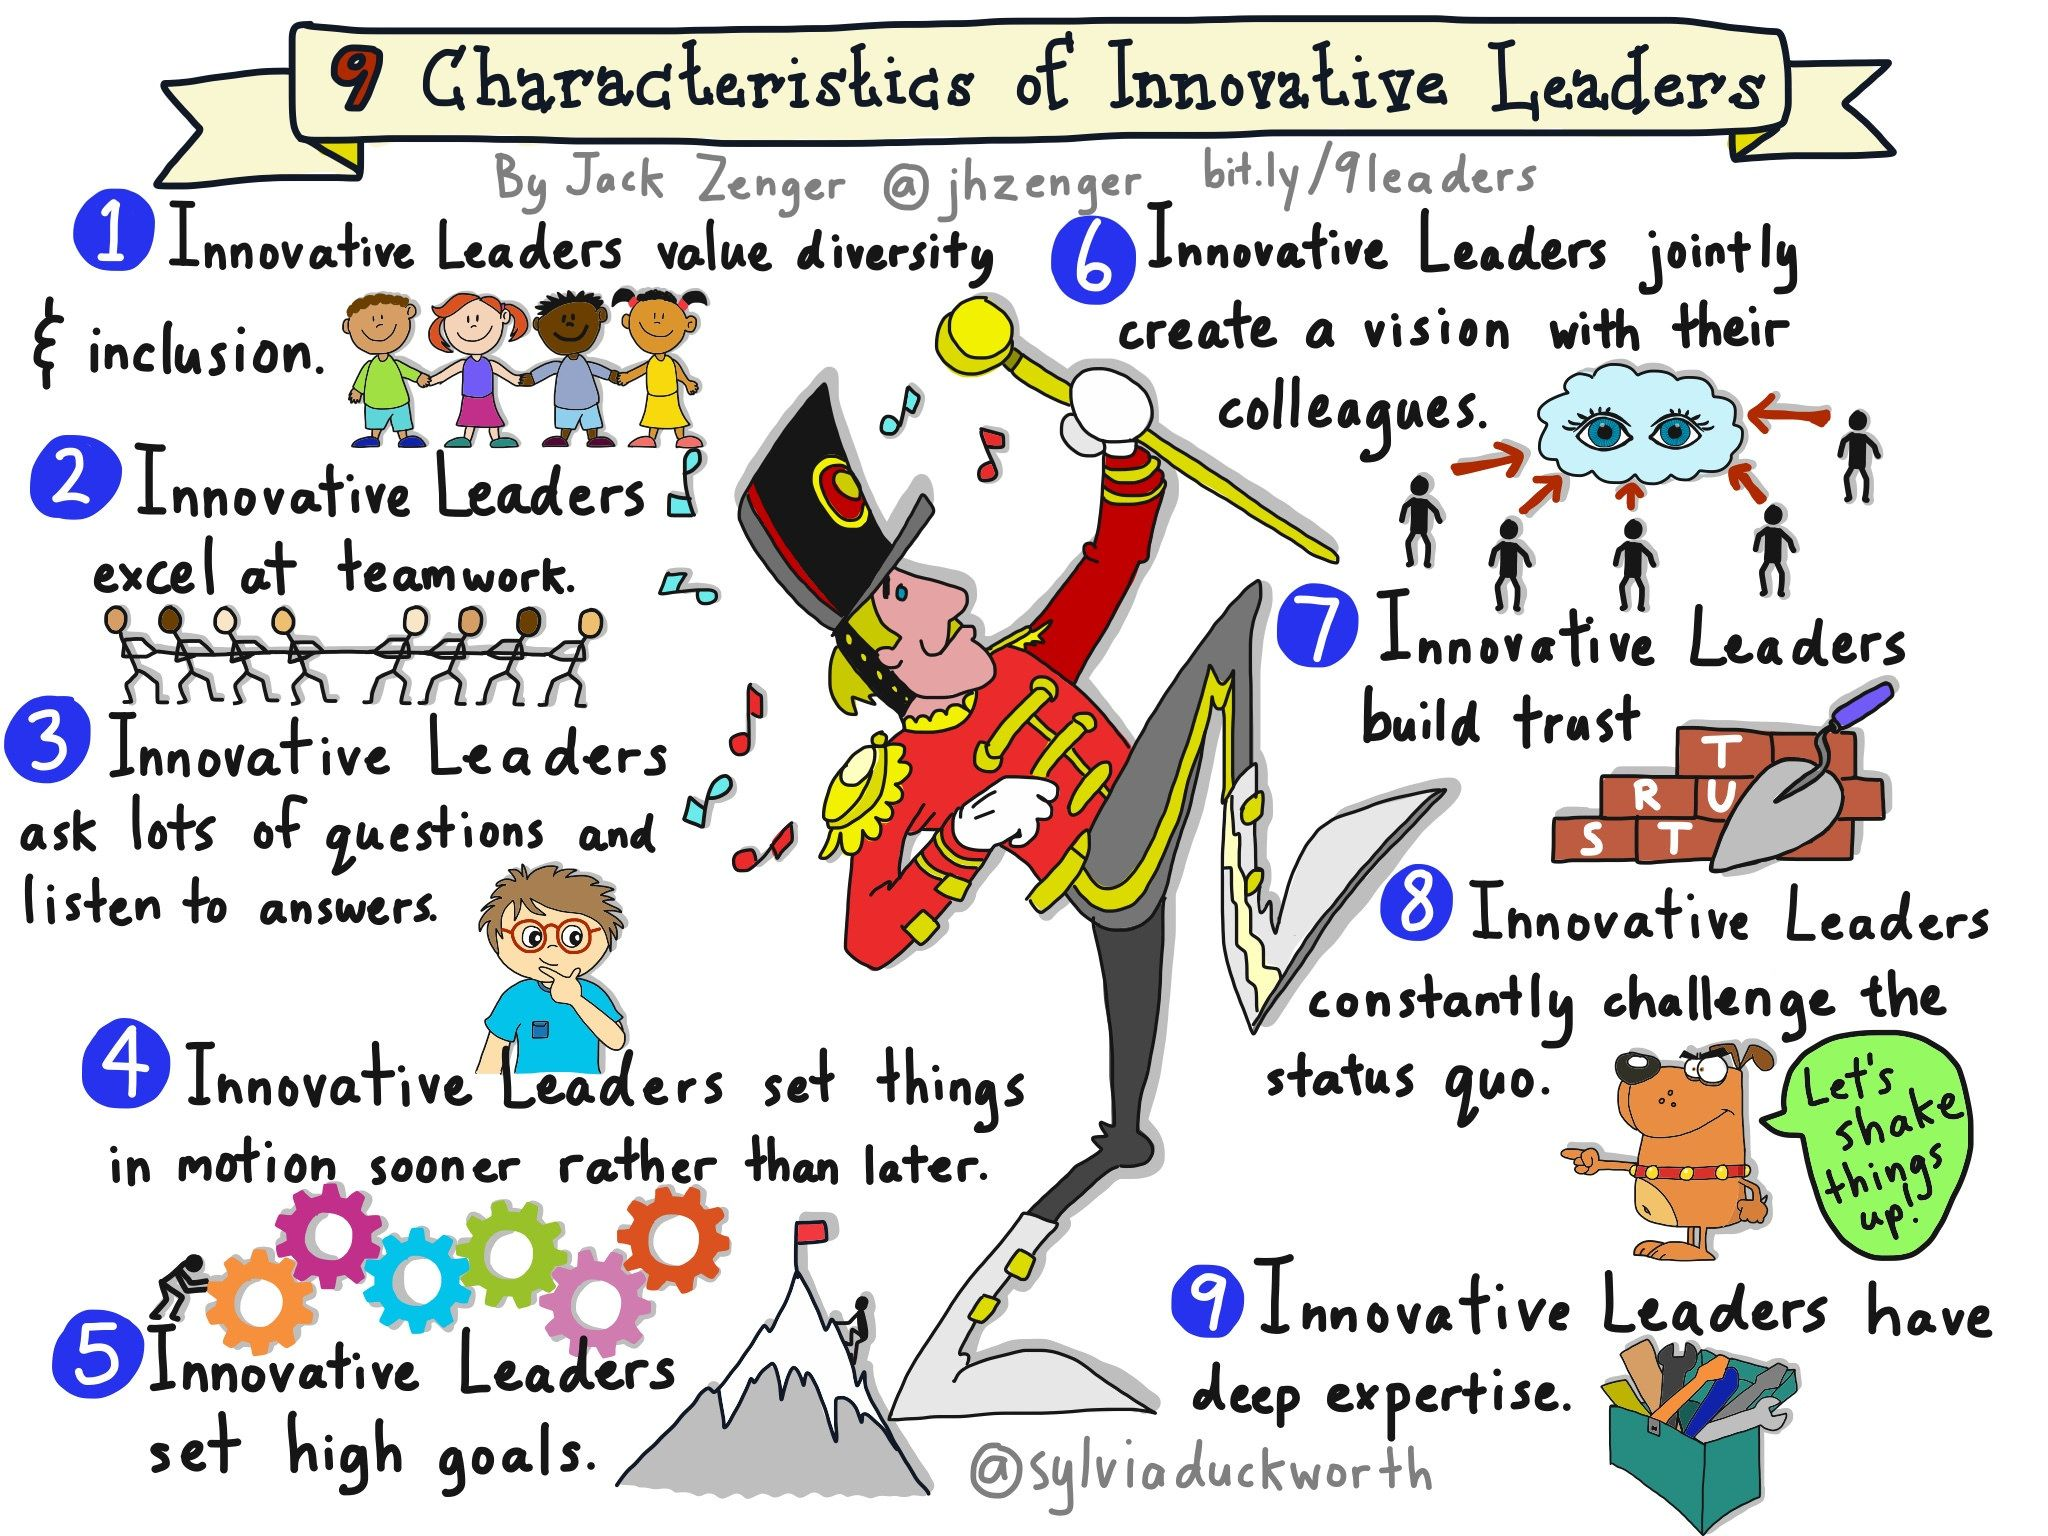 9 Characteristics of Innovative Leaders
By Jack Zenger @jhzenger bit.ly/9leaders
1 Innovative Leaders value diversity
& inclusion.
2 Innovative Leaders
excel at teamwork.
3 Innovative Leaders
ask lots of questions and
listen to answers.
4 Innovative Leaders set things
in motion sooner rather than later.
5 Innovative Leaders
set high goals.
6 Innovative Leaders jointly
create a vision with their
colleagues.
7 Innovative Leaders
build trust
T
R U
S T
8 Innovative Leaders
constantly challenge the
status quo.
Let's
shake
things
up!
9 Innovative Leaders have
deep expertise.
@sylviaduckworth